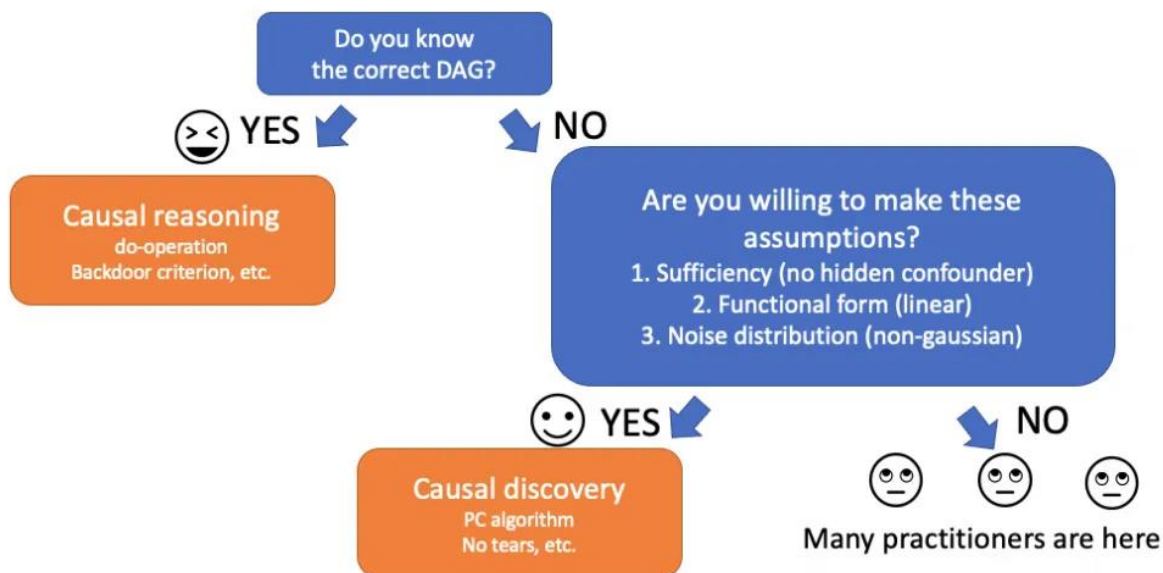 Do you know
the correct DAG?
YES
NO
Causal reasoning
do-operation
Backdoor criterion, etc.
Are you willing to make these
assumptions?
1. Sufficiency (no hidden confounder)
2. Functional form (linear)
3. Noise distribution (non-gaussian)
YES
NO
Causal discovery
PC algorithm
No tears, etc.
Many practitioners are here